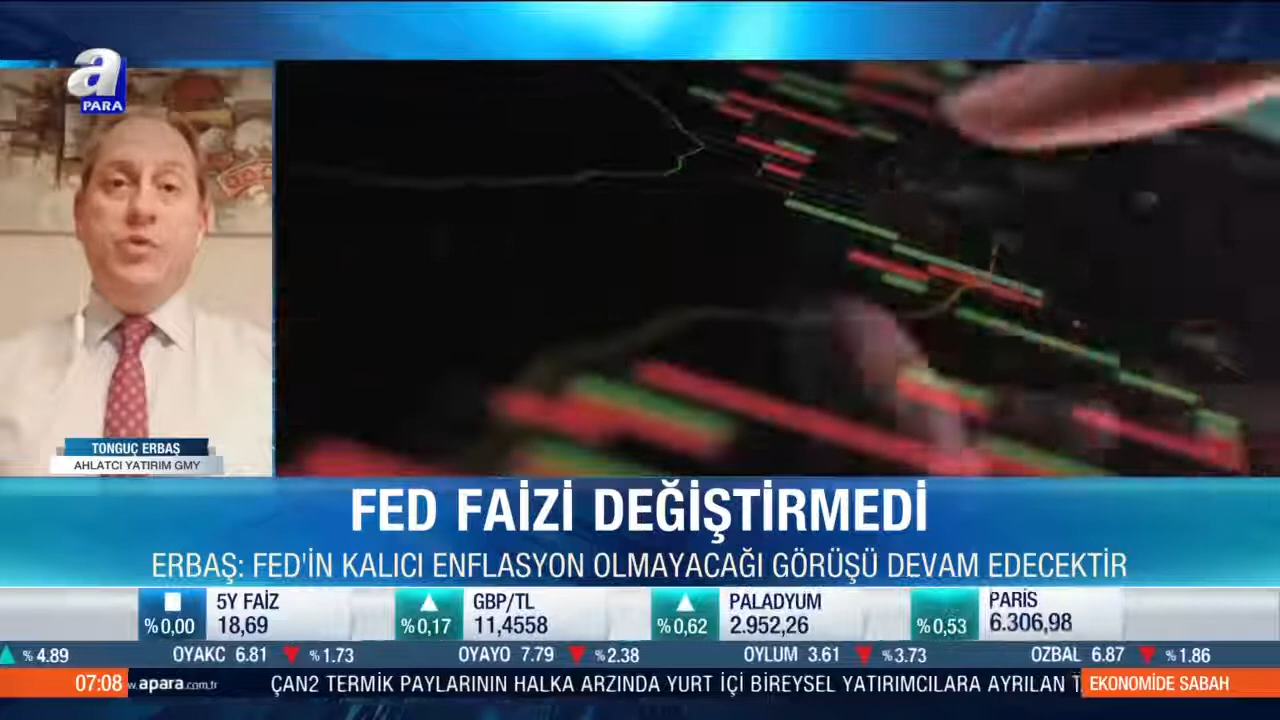 a
PARA
TONGUÇ ERBAŞ
AHLATCI YATIRIM GMY
FED FAİZİ DEĞİŞTİRMEDİ
ERBAŞ: FED'İN KALICI ENFLASYON OLMAYACAĞI GÖRÜŞÜ DEVAM EDECEKTİR
%0,00 5Y FAİZ 18,69 %0,17 GBP/TL 11,4558 %0,62 PALADYUM 2.952,26 %0,53 PARİS 6.306,98
%4.89 OYAKC 6.81 %1.73 OYAYO 7.79 %2.38 OYLUM 3.61 %3.73 OZBAL 6.87 %1.86
07:08 w.apara.com.tr ÇAN2 TERMİK PAYLARININ HALKA ARZINDA YURT İÇİ BİREYSEL YATIRIMCILARA AYRILAN EKONOMİDE SABAH